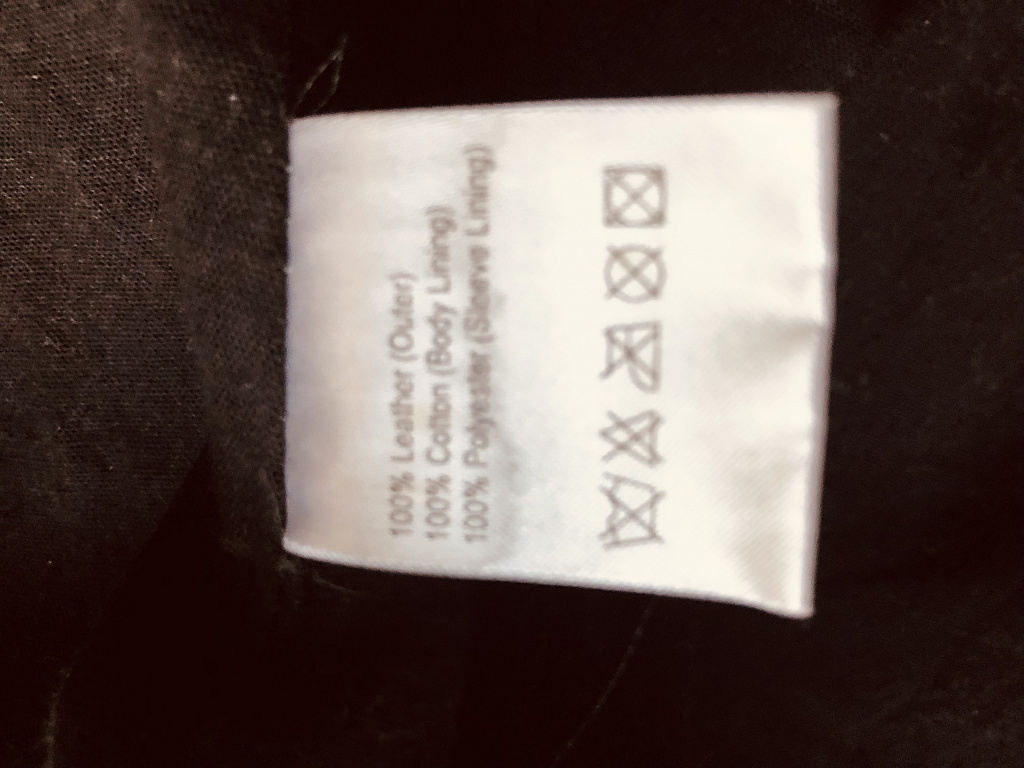 100% Leather (Outer)
100% Cotton (Body Lining)
100% Polyester (Sleeve Lining)